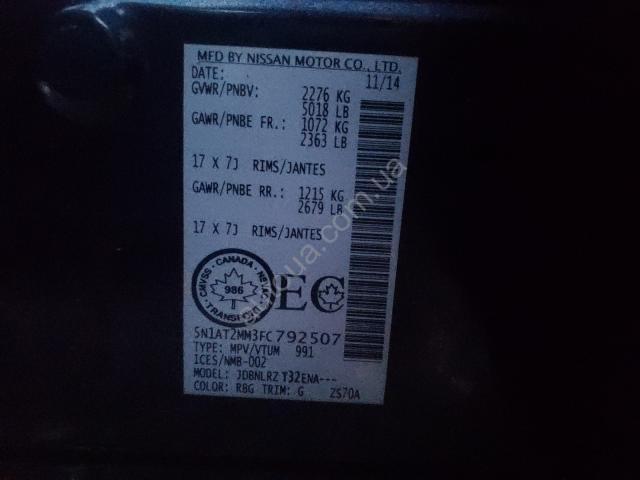 MFD BY NISSAN MOTOR CO., LTD.
DATE: 11/14
GVWR/PNBV: 2276 KG
5018 LB
GAWR/PNBE FR.: 1072 KG
2363 LB
17 X 7J RIMS/JANTES
GAWR/PNBE RR.: 1215 KG
2679 LB
17 X 7J RIMS/JANTES
CANADA
CMVSS - NSVAC
986
TRANSPORT
EC
5N1AT2MM3FC792507
TYPE: MPV/VTUM 991
ICES/NMB-002
MODEL: JDBNLRZ T32ENA---
COLOR: RBG TRIM: G ZS70A